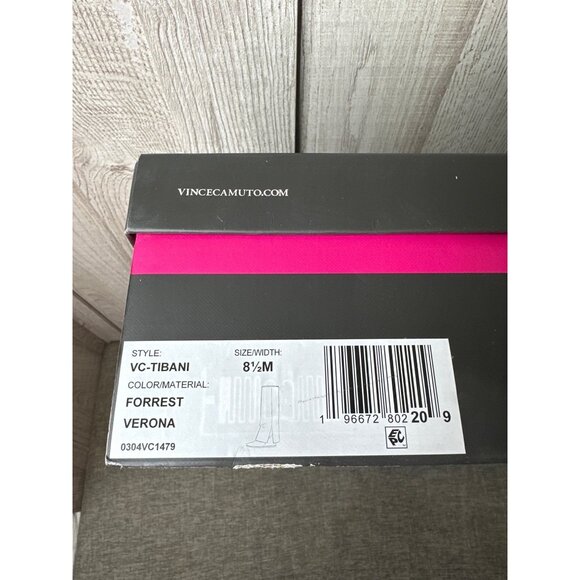 VINCECAMUTO.COM
STYLE: SIZE/WIDTH:
VC-TIBANI 8½M
COLOR/MATERIAL:
FORREST
VERONA
0304VC1479
1 96672 80220 9